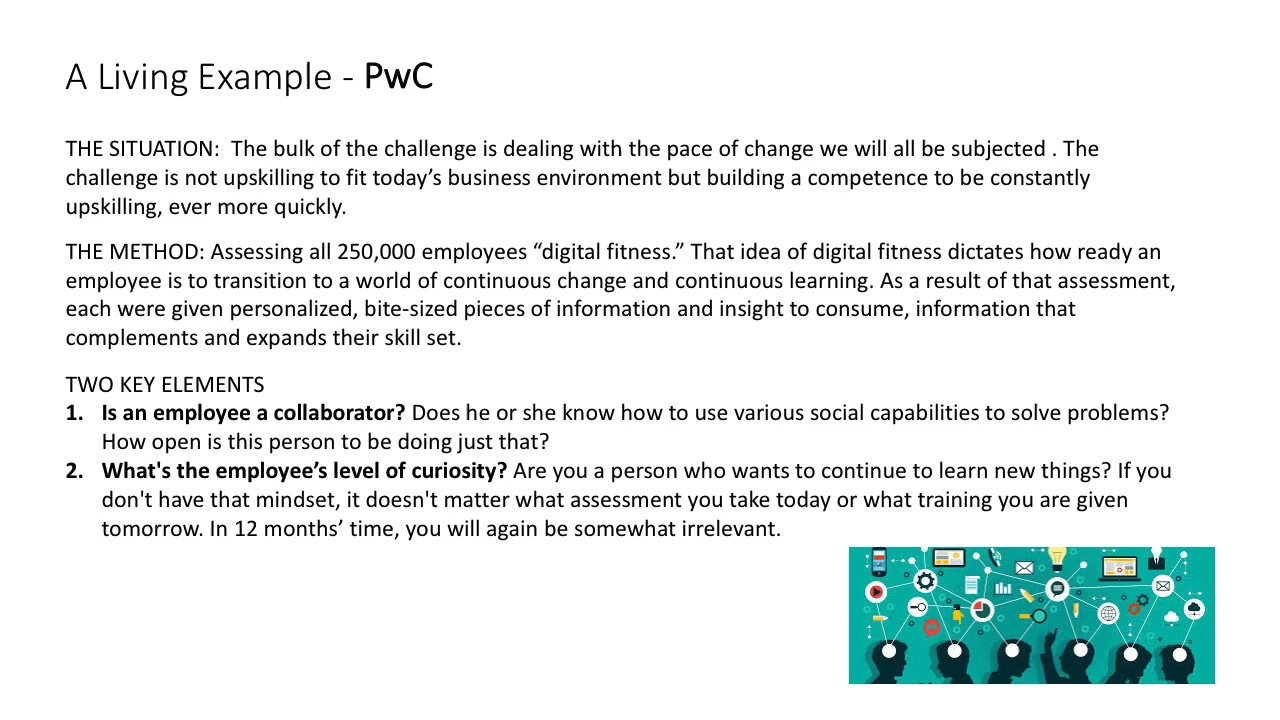 A Living Example - PwC
THE SITUATION:  The bulk of the challenge is dealing with the pace of change we will all be subjected . The
challenge is not upskilling to fit today’s business environment but building a competence to be constantly
upskilling, ever more quickly.
THE METHOD: Assessing all 250,000 employees “digital fitness.” That idea of digital fitness dictates how ready an
employee is to transition to a world of continuous change and continuous learning. As a result of that assessment,
each were given personalized, bite-sized pieces of information and insight to consume, information that
complements and expands their skill set.
TWO KEY ELEMENTS
1. Is an employee a collaborator? Does he or she know how to use various social capabilities to solve problems?
How open is this person to be doing just that?
2. What's the employee’s level of curiosity? Are you a person who wants to continue to learn new things? If you
don't have that mindset, it doesn't matter what assessment you take today or what training you are given
tomorrow. In 12 months’ time, you will again be somewhat irrelevant.